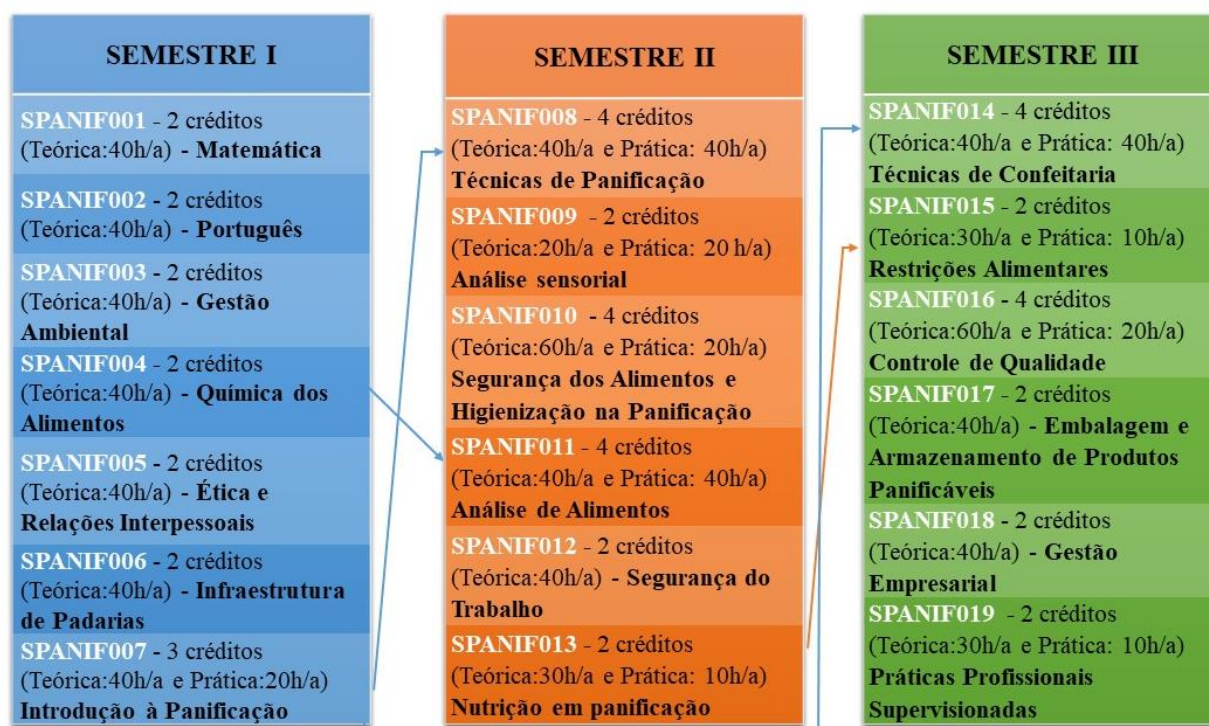 SEMESTRE I
SPANIF001 - 2 créditos
(Teórica:40h/a) - Matemática
SPANIF002 - 2 créditos
(Teórica:40h/a) - Português
SPANIF003 - 2 créditos
(Teórica:40h/a) - Gestão
Ambiental
SPANIF004 - 2 créditos
(Teórica:40h/a) - Química dos
Alimentos
SPANIF005 - 2 créditos
(Teórica:40h/a) - Ética e
Relações Interpessoais
SPANIF006 - 2 créditos
(Teórica:40h/a) - Infraestrutura
de Padarias
SPANIF007 - 3 créditos
(Teórica:40h/a e Prática:20h/a)
Introdução à Panificação
SEMESTRE II
SPANIF008 - 4 créditos
(Teórica:40h/a e Prática: 40h/a)
Técnicas de Panificação
SPANIF009 - 2 créditos
(Teórica:20h/a e Prática: 20 h/a)
Análise sensorial
SPANIF010 - 4 créditos
(Teórica:60h/a e Prática: 20h/a)
Segurança dos Alimentos e
Higienização na Panificação
SPANIF011 - 4 créditos
(Teórica:40h/a e Prática: 40h/a)
Análise de Alimentos
SPANIF012 - 2 créditos
(Teórica:40h/a) - Segurança do
Trabalho
SPANIF013 - 2 créditos
(Teórica:30h/a e Prática: 10h/a)
Nutrição em panificação
SEMESTRE III
SPANIF014 - 4 créditos
(Teórica:40h/a e Prática: 40h/a)
Técnicas de Confeitaria
SPANIF015 - 2 créditos
(Teórica:30h/a e Prática: 10h/a)
Restrições Alimentares
SPANIF016 - 4 créditos
(Teórica:60h/a e Prática: 20h/a)
Controle de Qualidade
SPANIF017 - 2 créditos
(Teórica:40h/a) - Embalagem e
Armazenamento de Produtos
Panificáveis
SPANIF018 - 2 créditos
(Teórica:40h/a) - Gestão
Empresarial
SPANIF019 - 2 créditos
(Teórica:30h/a e Prática: 10h/a)
Práticas Profissionais
Supervisionadas